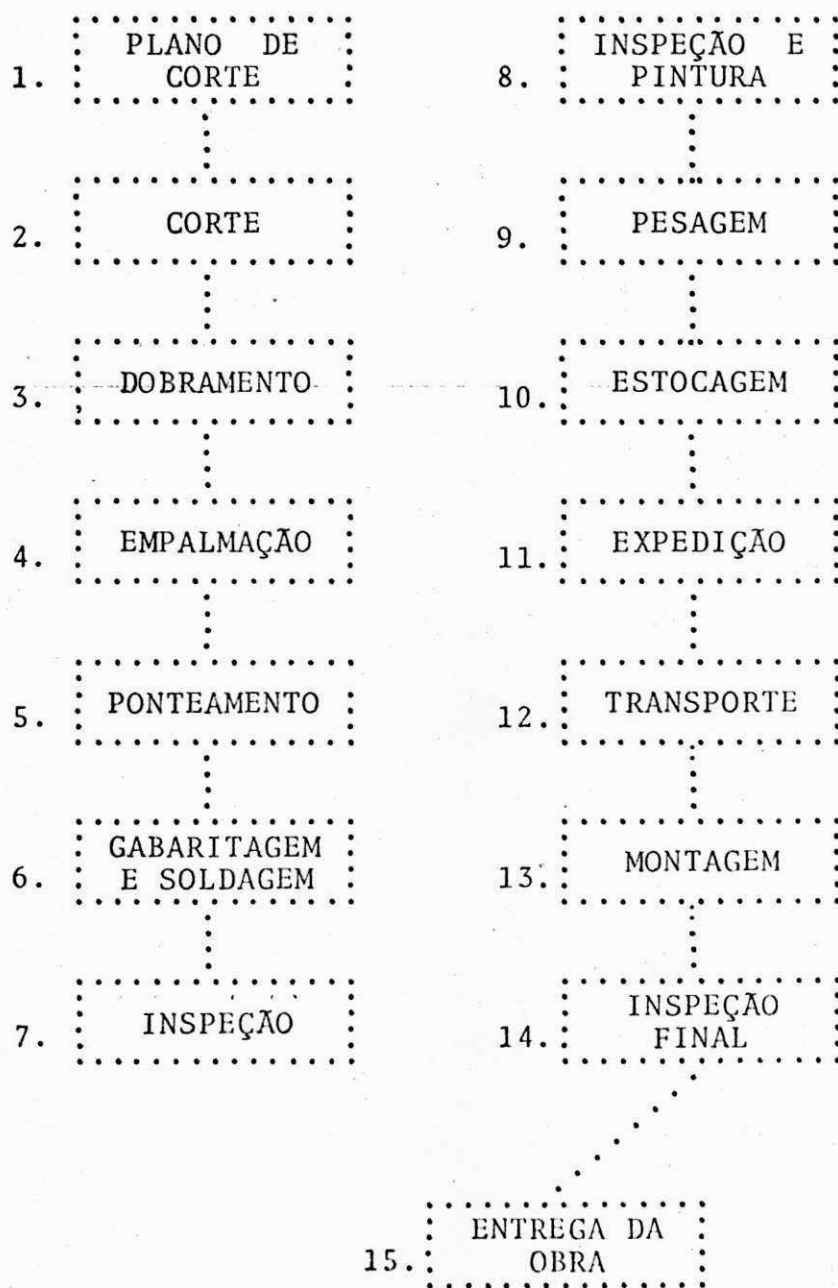 1. PLANO DE
CORTE
2. CORTE
3. DOBRAMENTO
4. EMPALMAÇÃO
5. PONTEAMENTO
6. GABARITAGEM
E SOLDAGEM
7. INSPEÇÃO
8. INSPEÇÃO E
PINTURA
9. PESAGEM
10. ESTOCAGEM
11. EXPEDIÇÃO
12. TRANSPORTE
13. MONTAGEM
14. INSPEÇÃO
FINAL
15. ENTREGA DA
OBRA